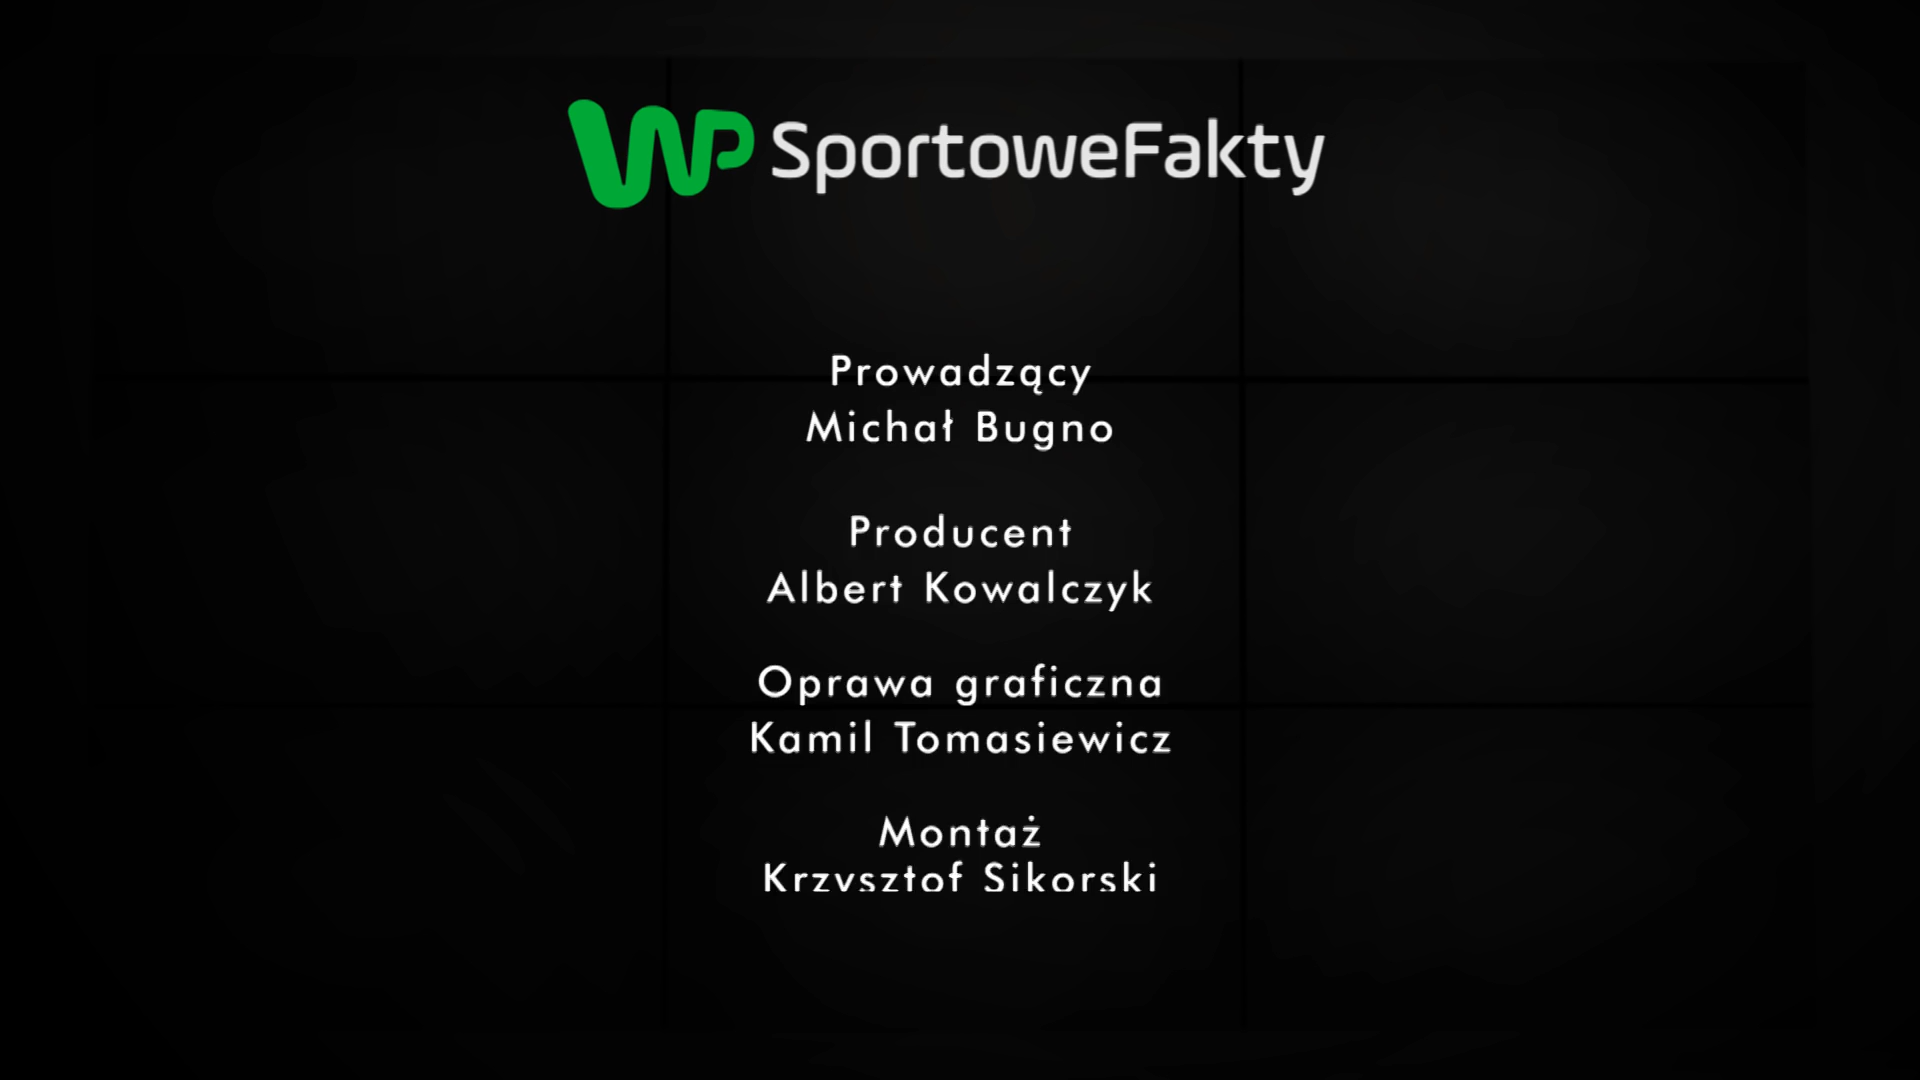 WP SportoweFakty
Prowadzący
Michał Bugno
Producent
Albert Kowalczyk
Oprawa graficzna
Kamil Tomasiewicz
Montaż
Krzysztof Sikorski